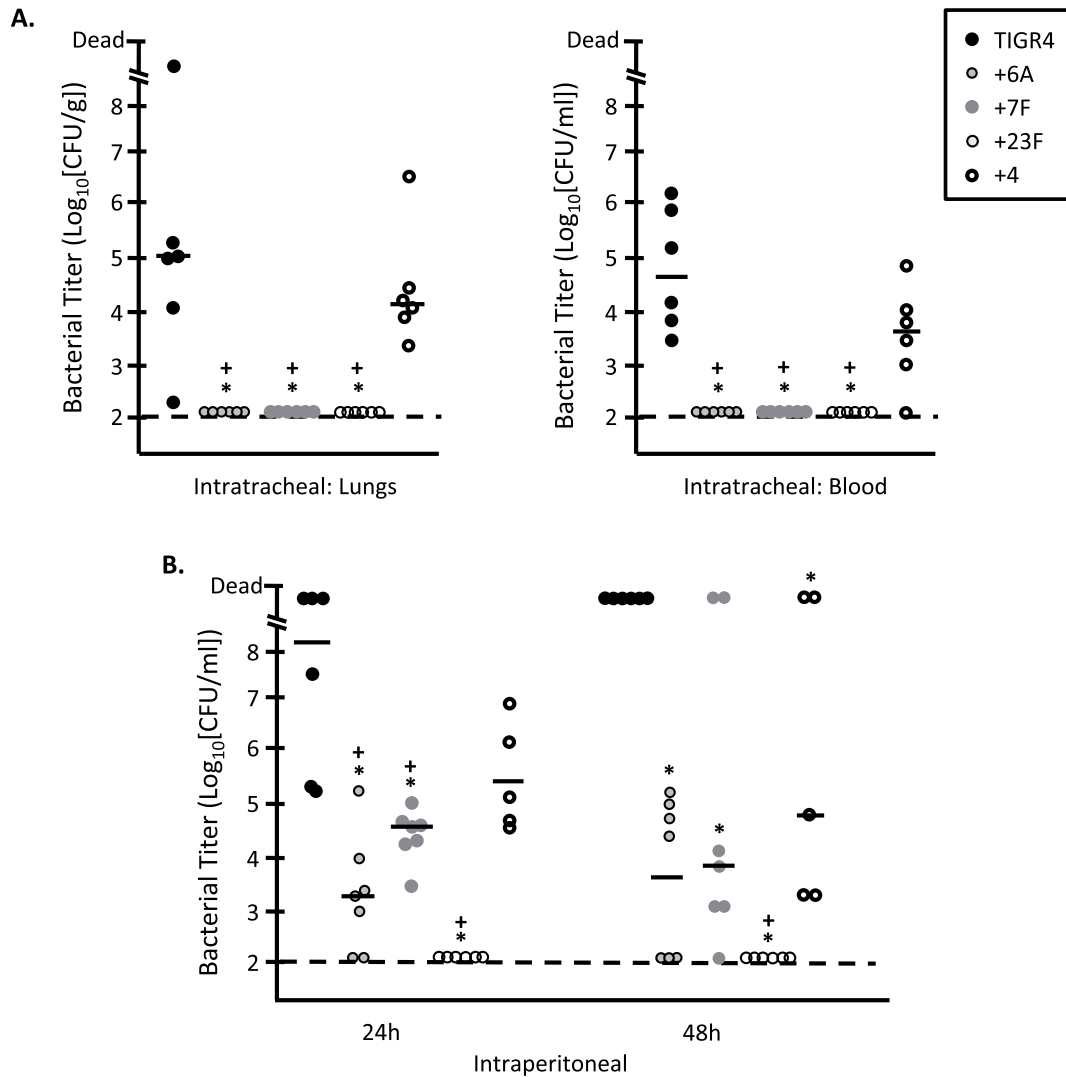 A.
Dead
8
7
6
5
4
3
2
Bacterial Titer (Log10[CFU/g])
+ + +
* * *
Intratracheal: Lungs
Dead
8
7
6
5
4
3
2
Bacterial Titer (Log10[CFU/ml])
+ + +
* * *
Intratracheal: Blood
TIGR4
+6A
+7F
+23F
+4
B.
Dead
8
7
6
5
4
3
2
Bacterial Titer (Log10[CFU/ml])
+
*
+
*
+
*
*
*
+
*
*
24h 48h
Intraperitoneal